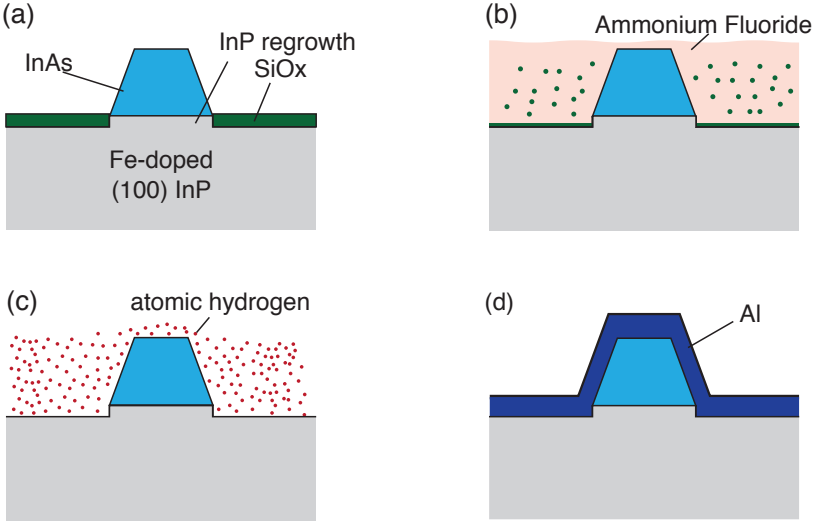 (a)
InP regrowth
InAs
SiOx
Fe-doped
(100) InP
(b)
Ammonium Fluoride
(c)
atomic hydrogen
(d)
Al